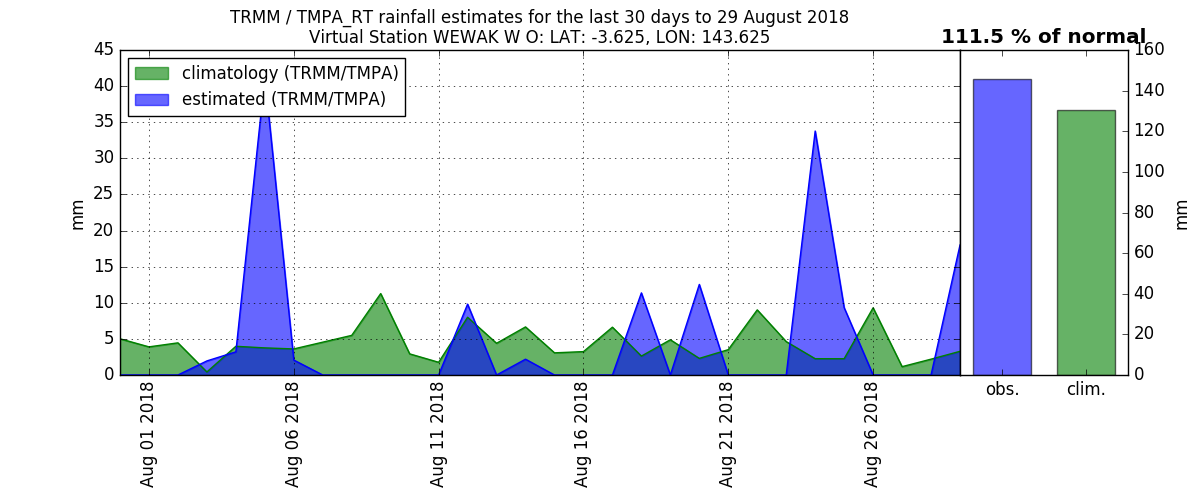 TRMM / TMPA_RT rainfall estimates for the last 30 days to 29 August 2018
Virtual Station WEWAK W O: LAT: -3.625, LON: 143.625
111.5 % of normal
climatology (TRMM/TMPA)
estimated (TRMM/TMPA)
mm
45
40
35
30
25
20
15
10
5
0
Aug 01 2018
Aug 06 2018
Aug 11 2018
Aug 16 2018
Aug 21 2018
Aug 26 2018
160
140
120
100
80
60
40
20
0
mm
obs.
clim.